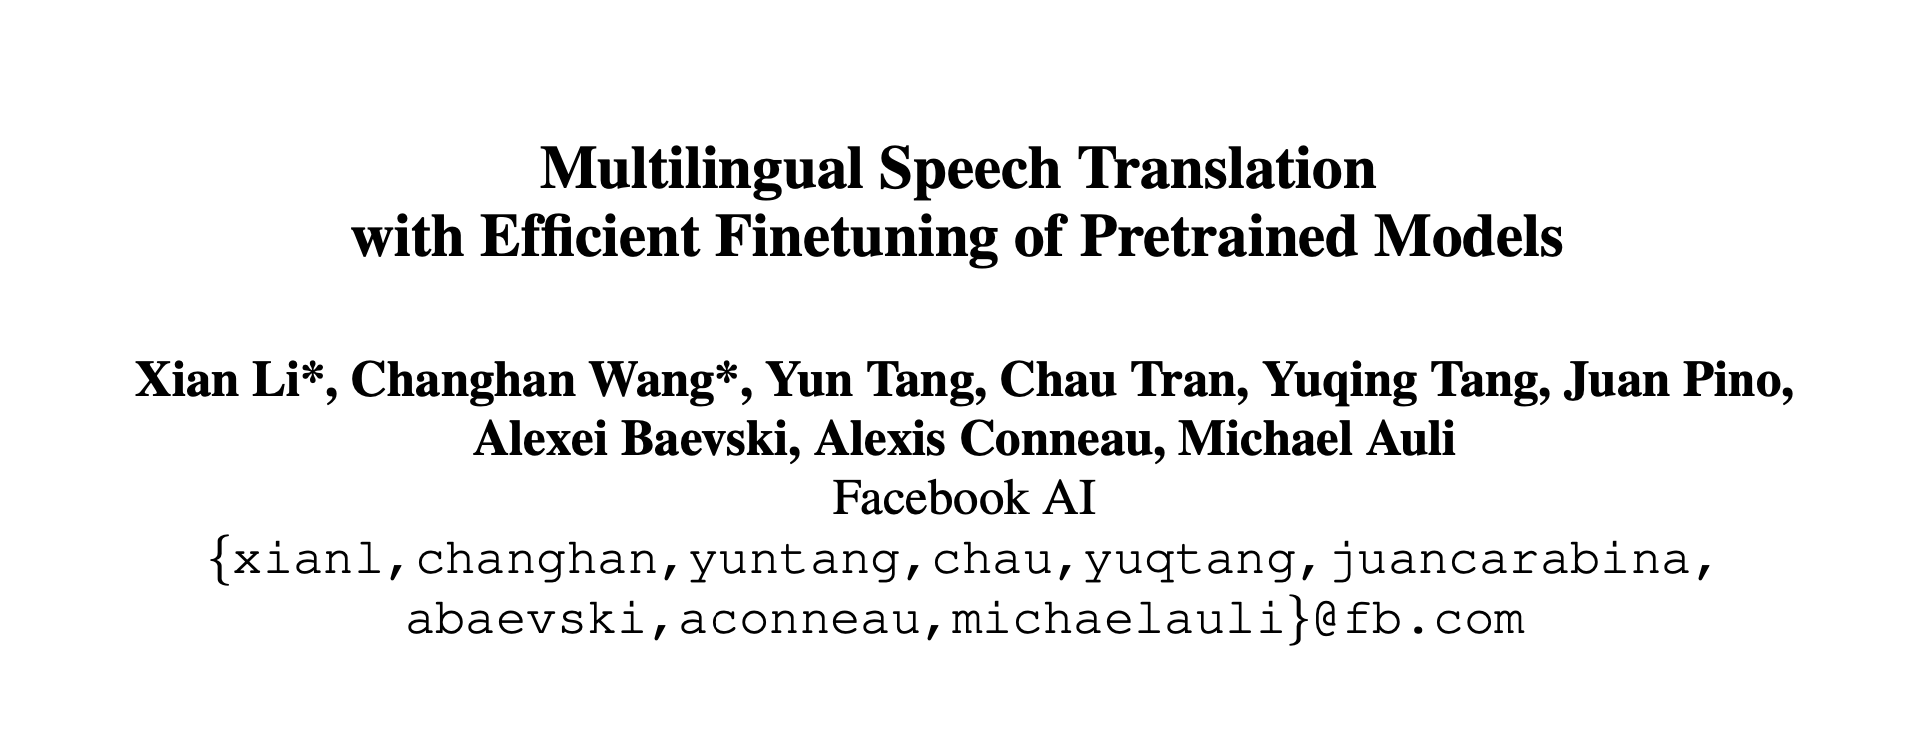 Multilingual Speech Translation
with Efficient Finetuning of Pretrained Models
Xian Li*, Changhan Wang*, Yun Tang, Chau Tran, Yuqing Tang, Juan Pino,
Alexei Baevski, Alexis Conneau, Michael Auli
Facebook AI
{xianl,changhan,yuntang,chau,yuqtang,juancarabina,
abaevski,aconneau,michaelauli}@fb.com